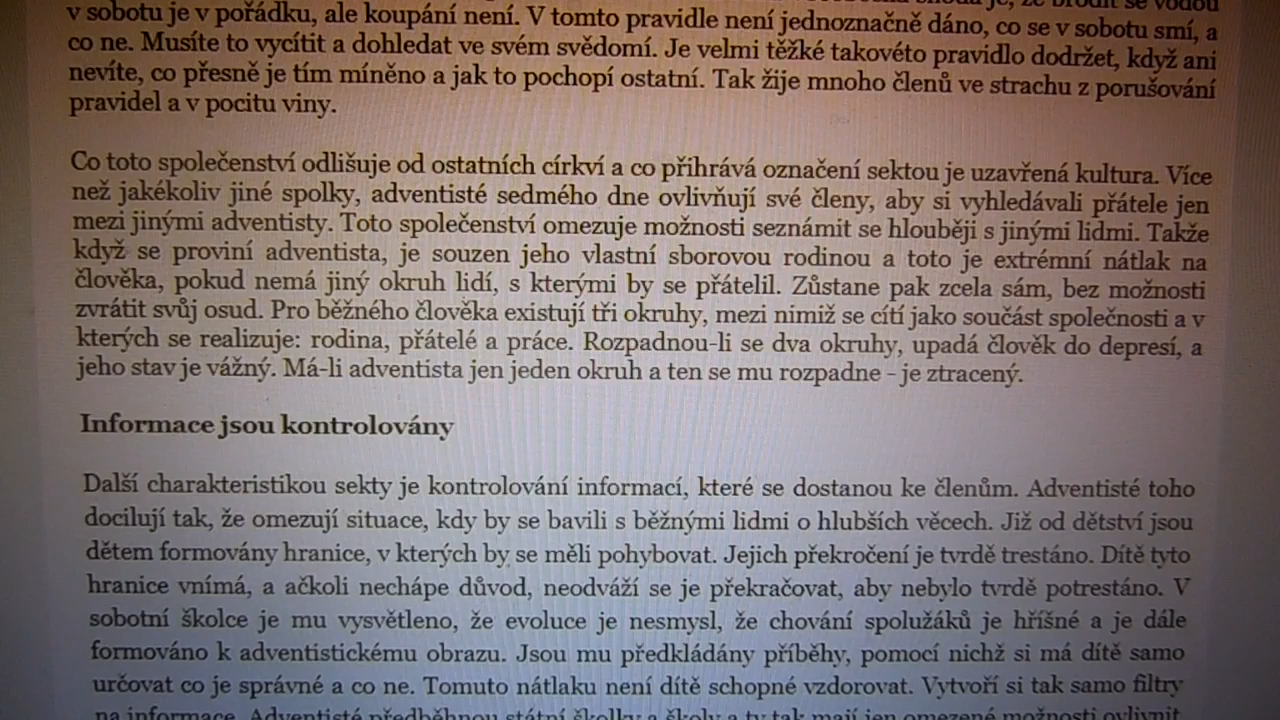 v sobotu je v pořádku, ale koupání není. V tomto pravidle není jednoznačně dáno, co se v sobotu smí, a
co ne. Musíte to vycítit a dohledat ve svém svědomí. Je velmi těžké takovéto pravidlo dodržet, když ani
nevíte, co přesně je tím míněno a jak to pochopí ostatní. Tak žije mnoho členů ve strachu z porušování
pravidel a v pocitu viny.
Co toto společenství odlišuje od ostatních církví a co přihrává označení sektou je uzavřená kultura. Více
než jakékoliv jiné spolky, adventisté sedmého dne ovlivňují své členy, aby si vyhledávali přátele jen
mezi jinými adventisty. Toto společenství omezuje možnosti seznámit se hlouběji s jinými lidmi. Takže
když se proviní adventista, je souzen jeho vlastní sborovou rodinou a toto je extrémní nátlak na
člověka, pokud nemá jiný okruh lidí, s kterými by se přátelil. Zůstane pak zcela sám, bez možnosti
zvrátit svůj osud. Pro běžného člověka existují tři okruhy, mezi nimiž se cítí jako součást společnosti a v
kterých se realizuje: rodina, přátelé a práce. Rozpadnou-li se dva okruhy, upadá člověk do depresí, a
jeho stav je vážný. Má-li adventista jen jeden okruh a ten se mu rozpadne - je ztracený.
Informace jsou kontrolovány
Další charakteristikou sekty je kontrolování informací, které se dostanou ke členům. Adventisté toho
docilují tak, že omezují situace, kdy by se bavili s běžnými lidmi o hlubších věcech. Již od dětství jsou
dětem formovány hranice, v kterých by se měli pohybovat. Jejich překročení je tvrdě trestáno. Dítě tyto
hranice vnímá, a ačkoli nechápe důvod, neodváží se je překračovat, aby nebylo tvrdě potrestáno. V
sobotní školce je mu vysvětleno, že evoluce je nesmysl, že chování spolužáků je hříšné a je dále
formováno k adventistickému obrazu. Jsou mu předkládány příběhy, pomocí nichž si má dítě samo
určovat co je správné a co ne. Tomuto nátlaku není dítě schopné vzdorovat. Vytvoří si tak samo filtry
na informace. Adventisté předběhnou státní školky a školy a ty tak mají jen omezené možnosti ovlivnit